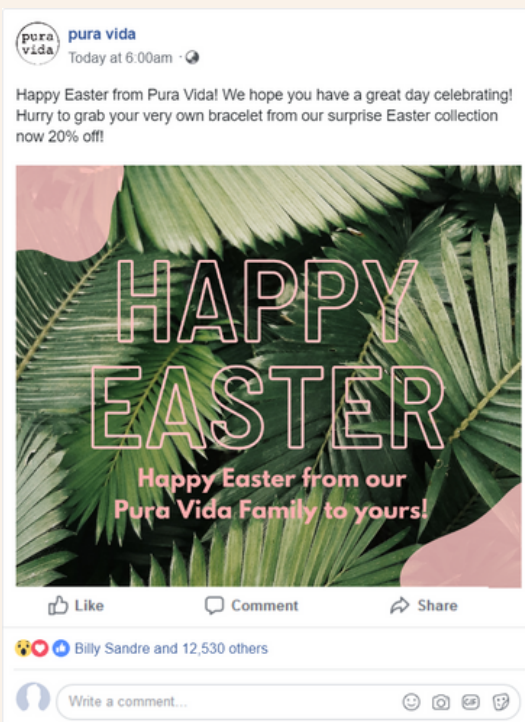 pura
vida
pura vida
Today at 6:00am ·
Happy Easter from Pura Vida! We hope you have a great day celebrating!
Hurry to grab your very own bracelet from our surprise Easter collection
now 20% off!
HAPPY
EASTER
Happy Easter from our
Pura Vida Family to yours!
Like Comment Share
Billy Sandre and 12,530 others
Write a comment...
GIF